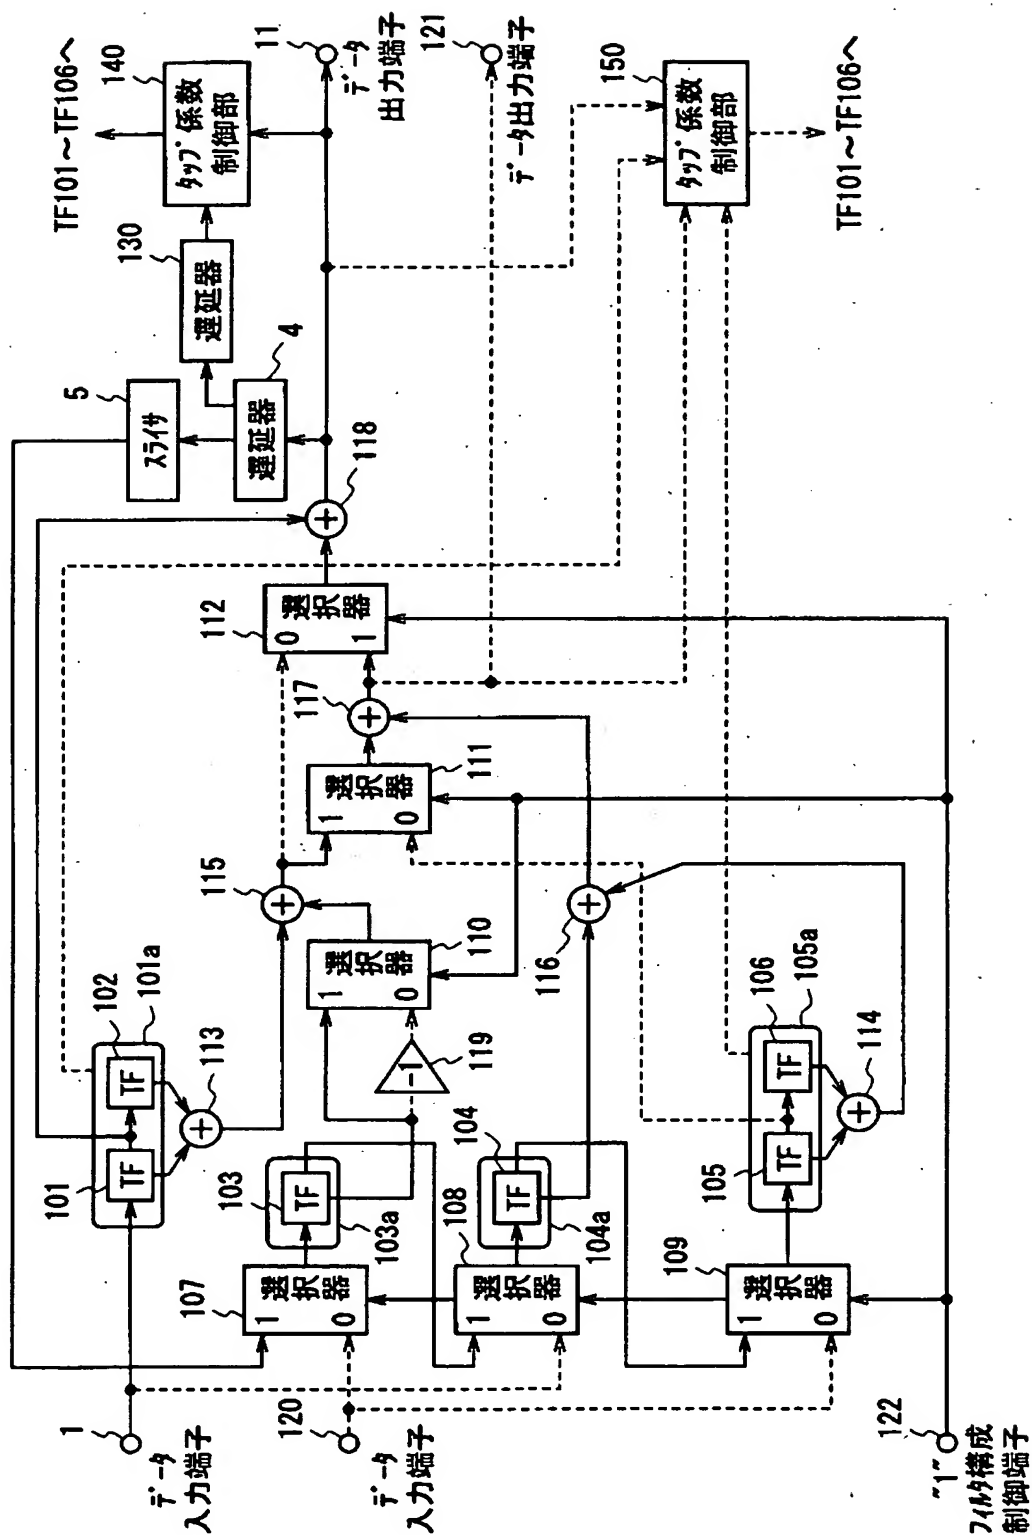 1
データ
入力端子
120
データ
入力端子
122
"1"
フィルタ構成
制御端子
101
TF
102
TF
101a
113
+
107
選択器
1
0
103
TF
103a
108
選択器
1
0
104
TF
104a
109
選択器
1
0
105
TF
106
TF
105a
114
+
-1
119
110
選択器
1
0
115
+
116
+
111
選択器
1
0
117
+
112
選択器
0
1
118
+
5
スライサ
4
遅延器
130
遅延器
140
タップ係数
制御部
TF101～TF106へ
11
データ
出力端子
121
データ出力端子
150
タップ係数
制御部
TF101～TF106へ